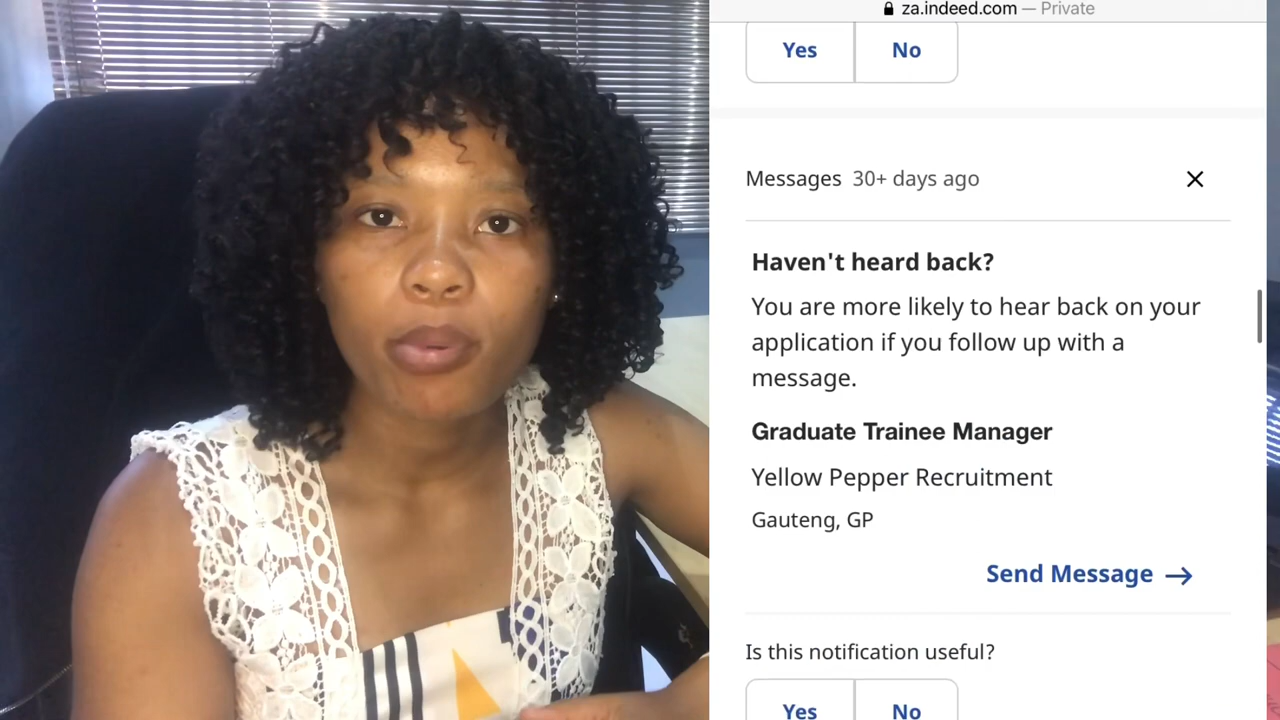 za.indeed.com — Private
Yes No
Messages 30+ days ago
Haven't heard back?
You are more likely to hear back on your
application if you follow up with a
message.
Graduate Trainee Manager
Yellow Pepper Recruitment
Gauteng, GP
Send Message →
Is this notification useful?
Yes No